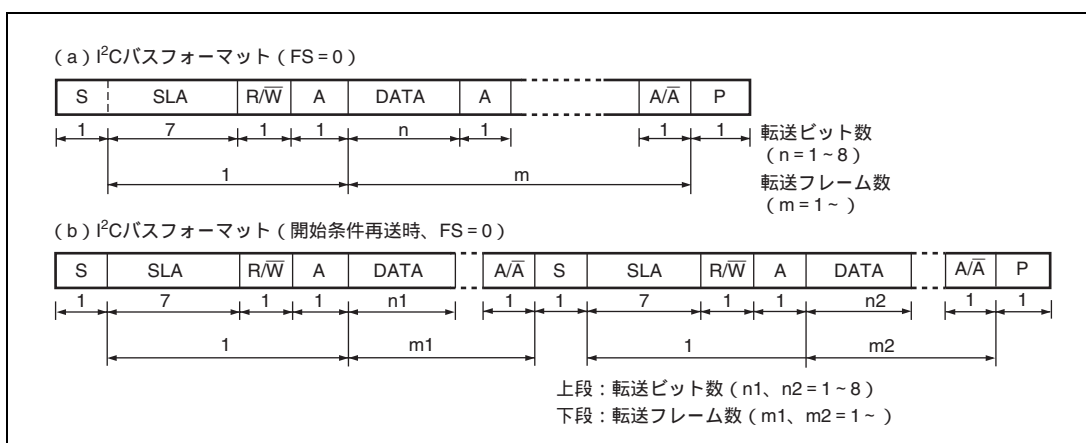 (a) I²Cバスフォーマット(FS=0)
S SLA R/W̅ A DATA A A/A̅ P
1 7 1 1 n 1 1 1 転送ビット数
(n=1~8)
1 m 転送フレーム数
(m=1~ )
(b) I²Cバスフォーマット(開始条件再送時、FS=0)
S SLA R/W̅ A DATA A/A̅ S SLA R/W̅ A DATA A/A̅ P
1 7 1 1 n1 1 1 7 1 1 n2 1 1
1 m1 1 m2
上段:転送ビット数(n1、n2=1~8)
下段:転送フレーム数(m1、m2=1~ )